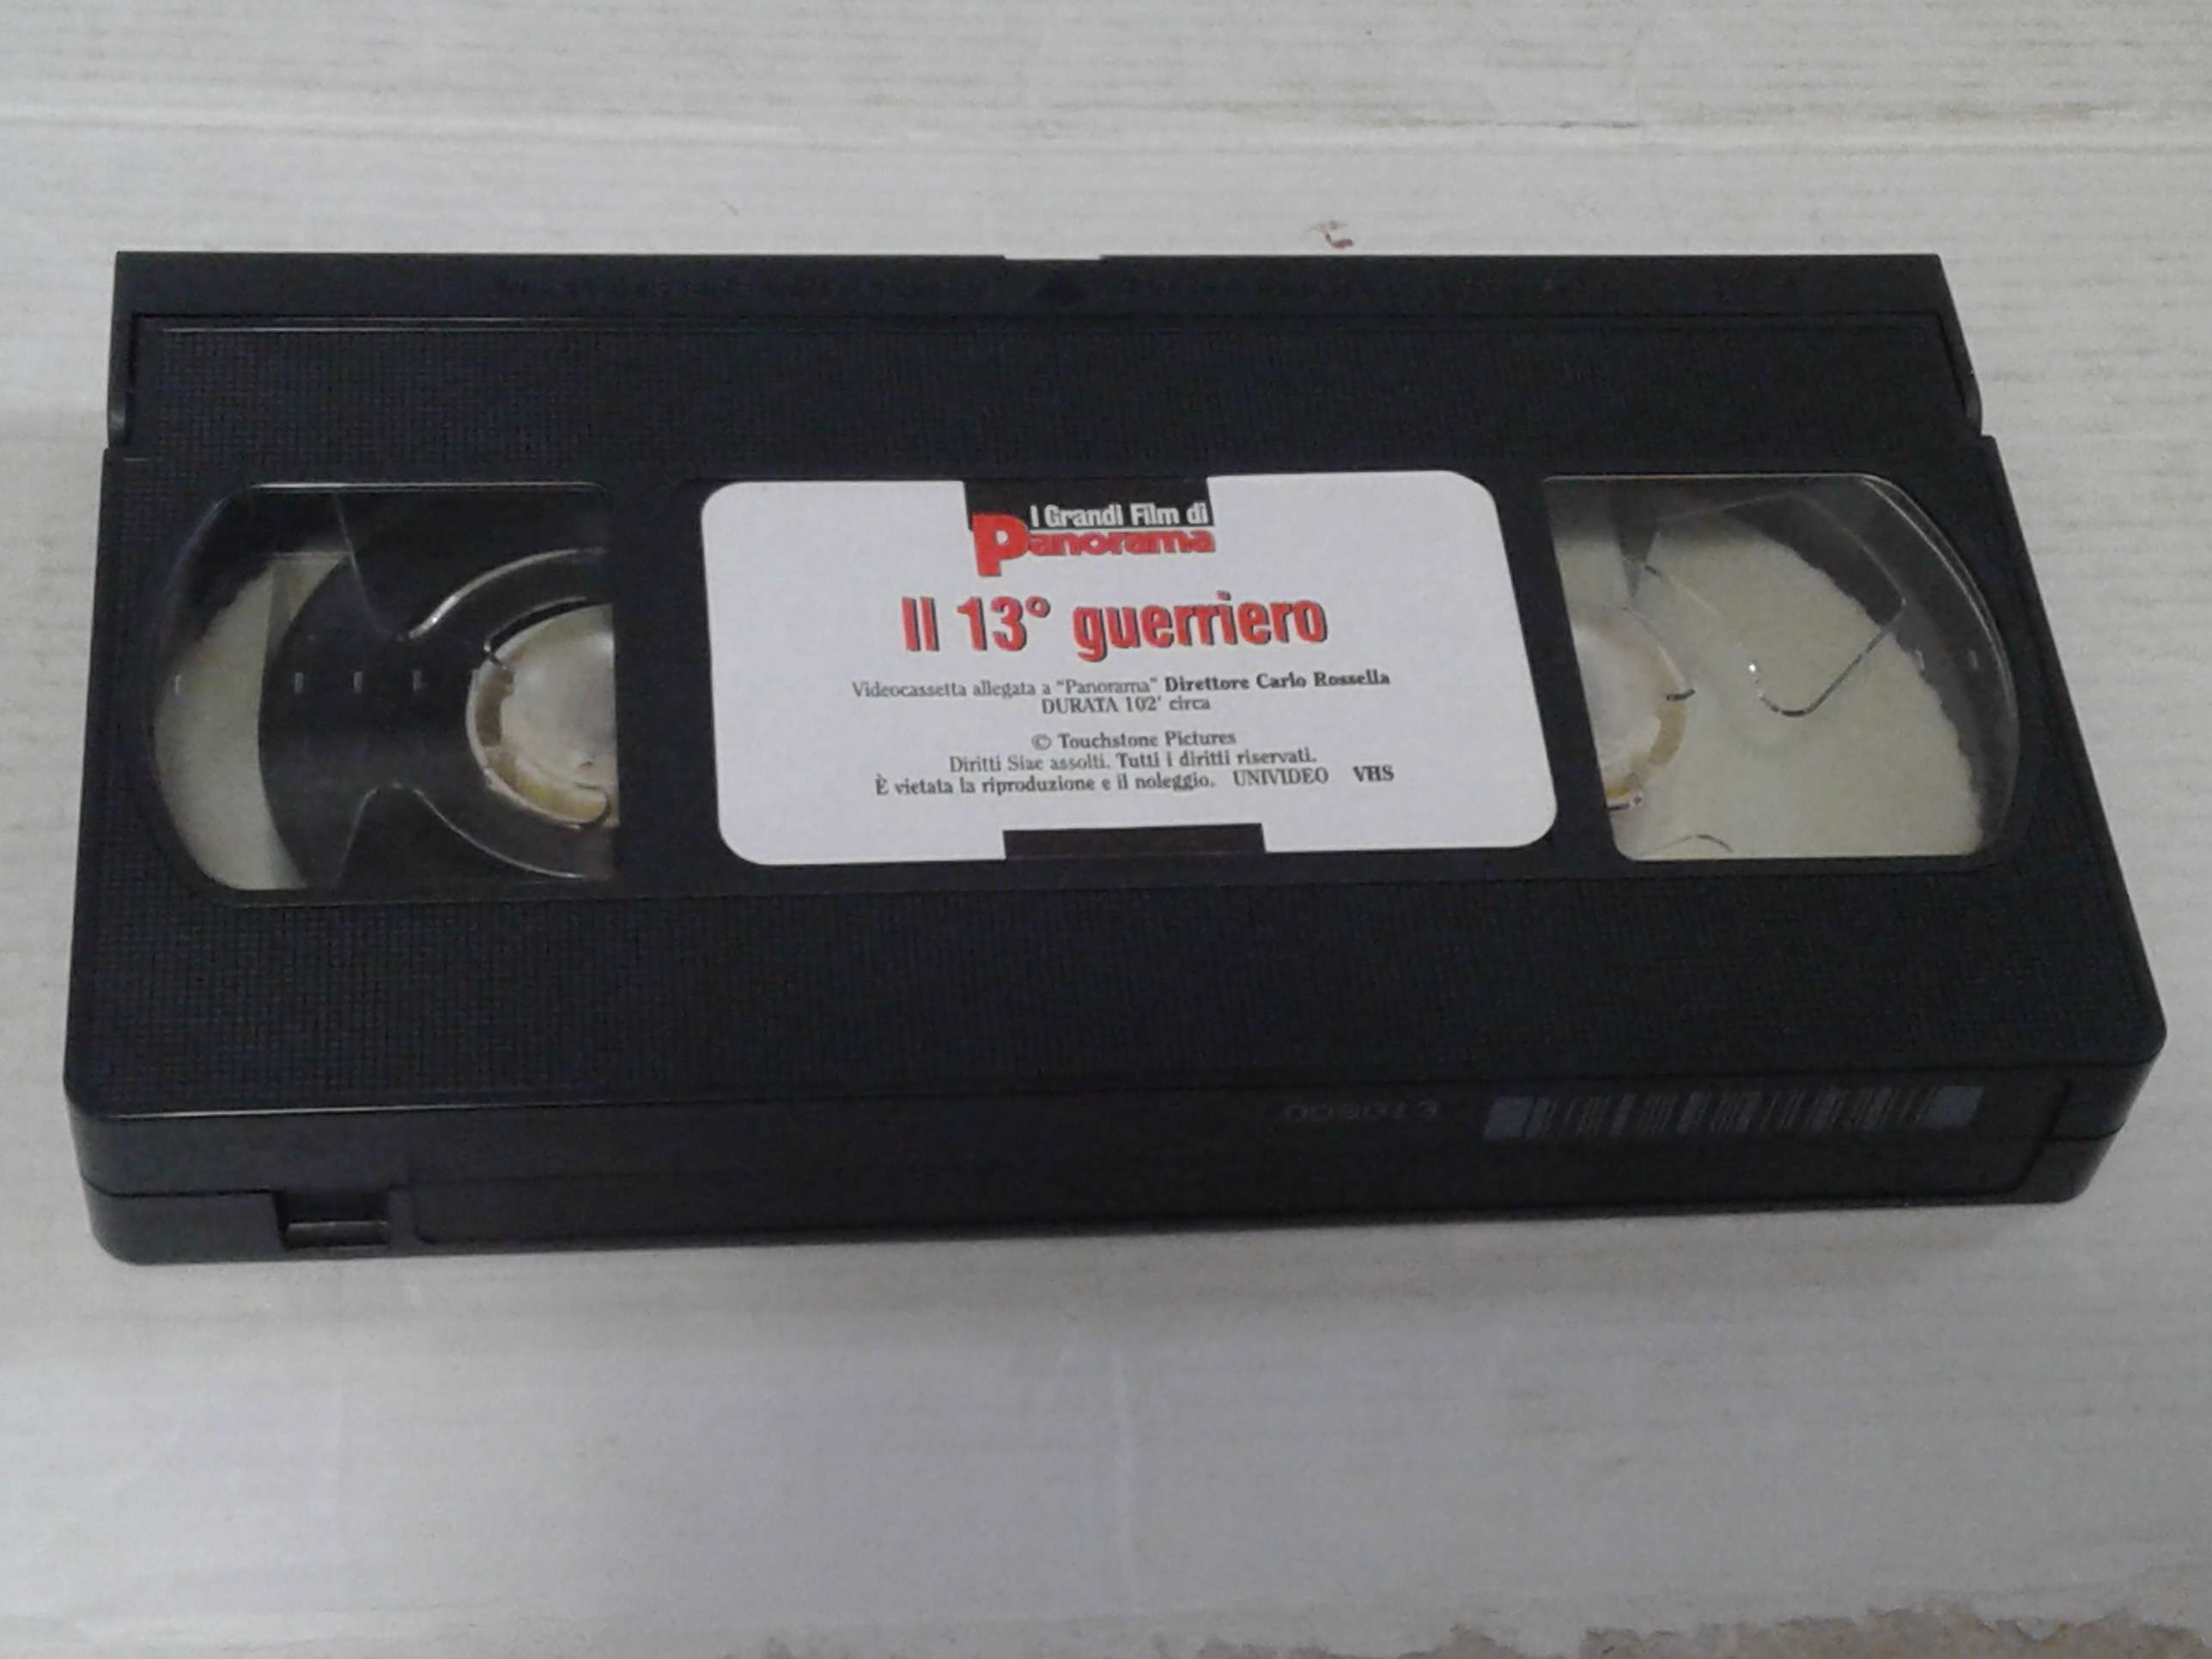 I Grandi Film di
Panorama
Il 13° guerriero
Videocassetta allegata a "Panorama" Direttore Carlo Rossella
DURATA 102' circa
© Touchstone Pictures
Diritti Siae assolti. Tutti i diritti riservati.
È vietata la riproduzione e il noleggio. UNIVIDEO VHS